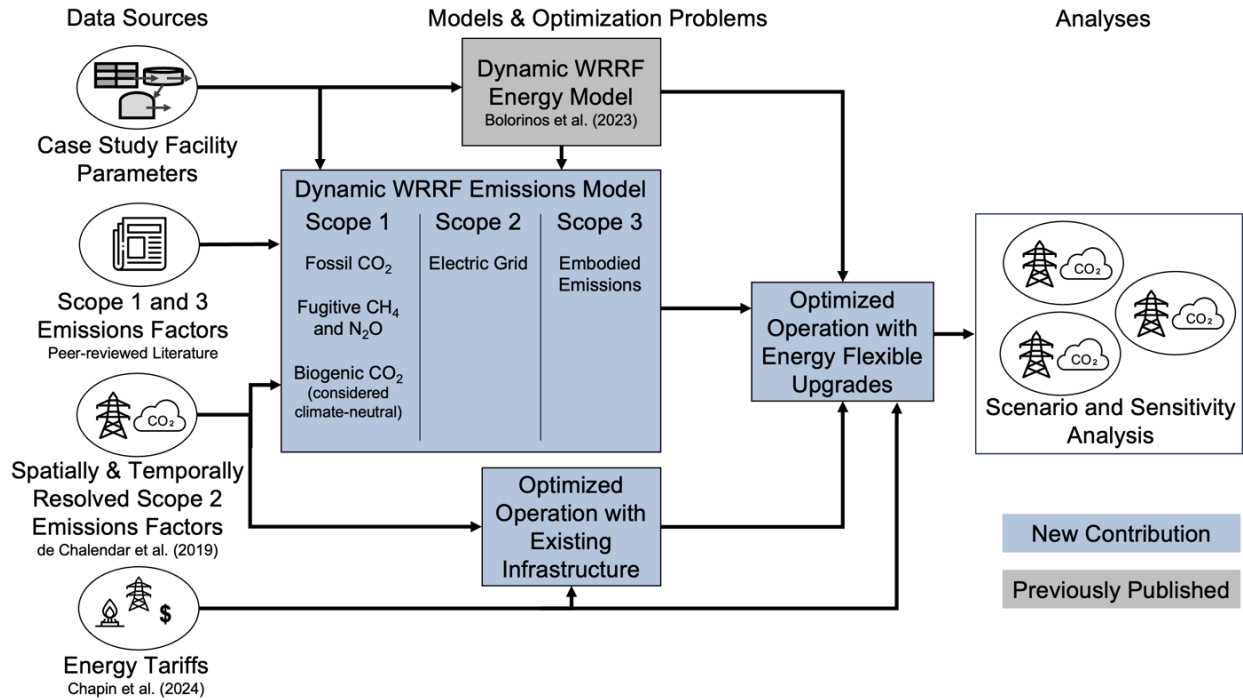 Data Sources
Models & Optimization Problems
Analyses
Case Study Facility
Parameters
Scope 1 and 3
Emissions Factors
Peer-reviewed Literature
CO₂
Spatially & Temporally
Resolved Scope 2
Emissions Factors
de Chalendar et al. (2019)
$
Energy Tariffs
Chapin et al. (2024)
Dynamic WRRF
Energy Model
Bolorinos et al. (2023)
Dynamic WRRF Emissions Model
Scope 1
Fossil CO₂
Fugitive CH₄
and N₂O
Biogenic CO₂
(considered
climate-neutral)
Scope 2
Electric Grid
Scope 3
Embodied
Emissions
Optimized
Operation with
Existing
Infrastructure
Optimized
Operation with
Energy Flexible
Upgrades
CO₂
CO₂
CO₂
Scenario and Sensitivity
Analysis
New Contribution
Previously Published